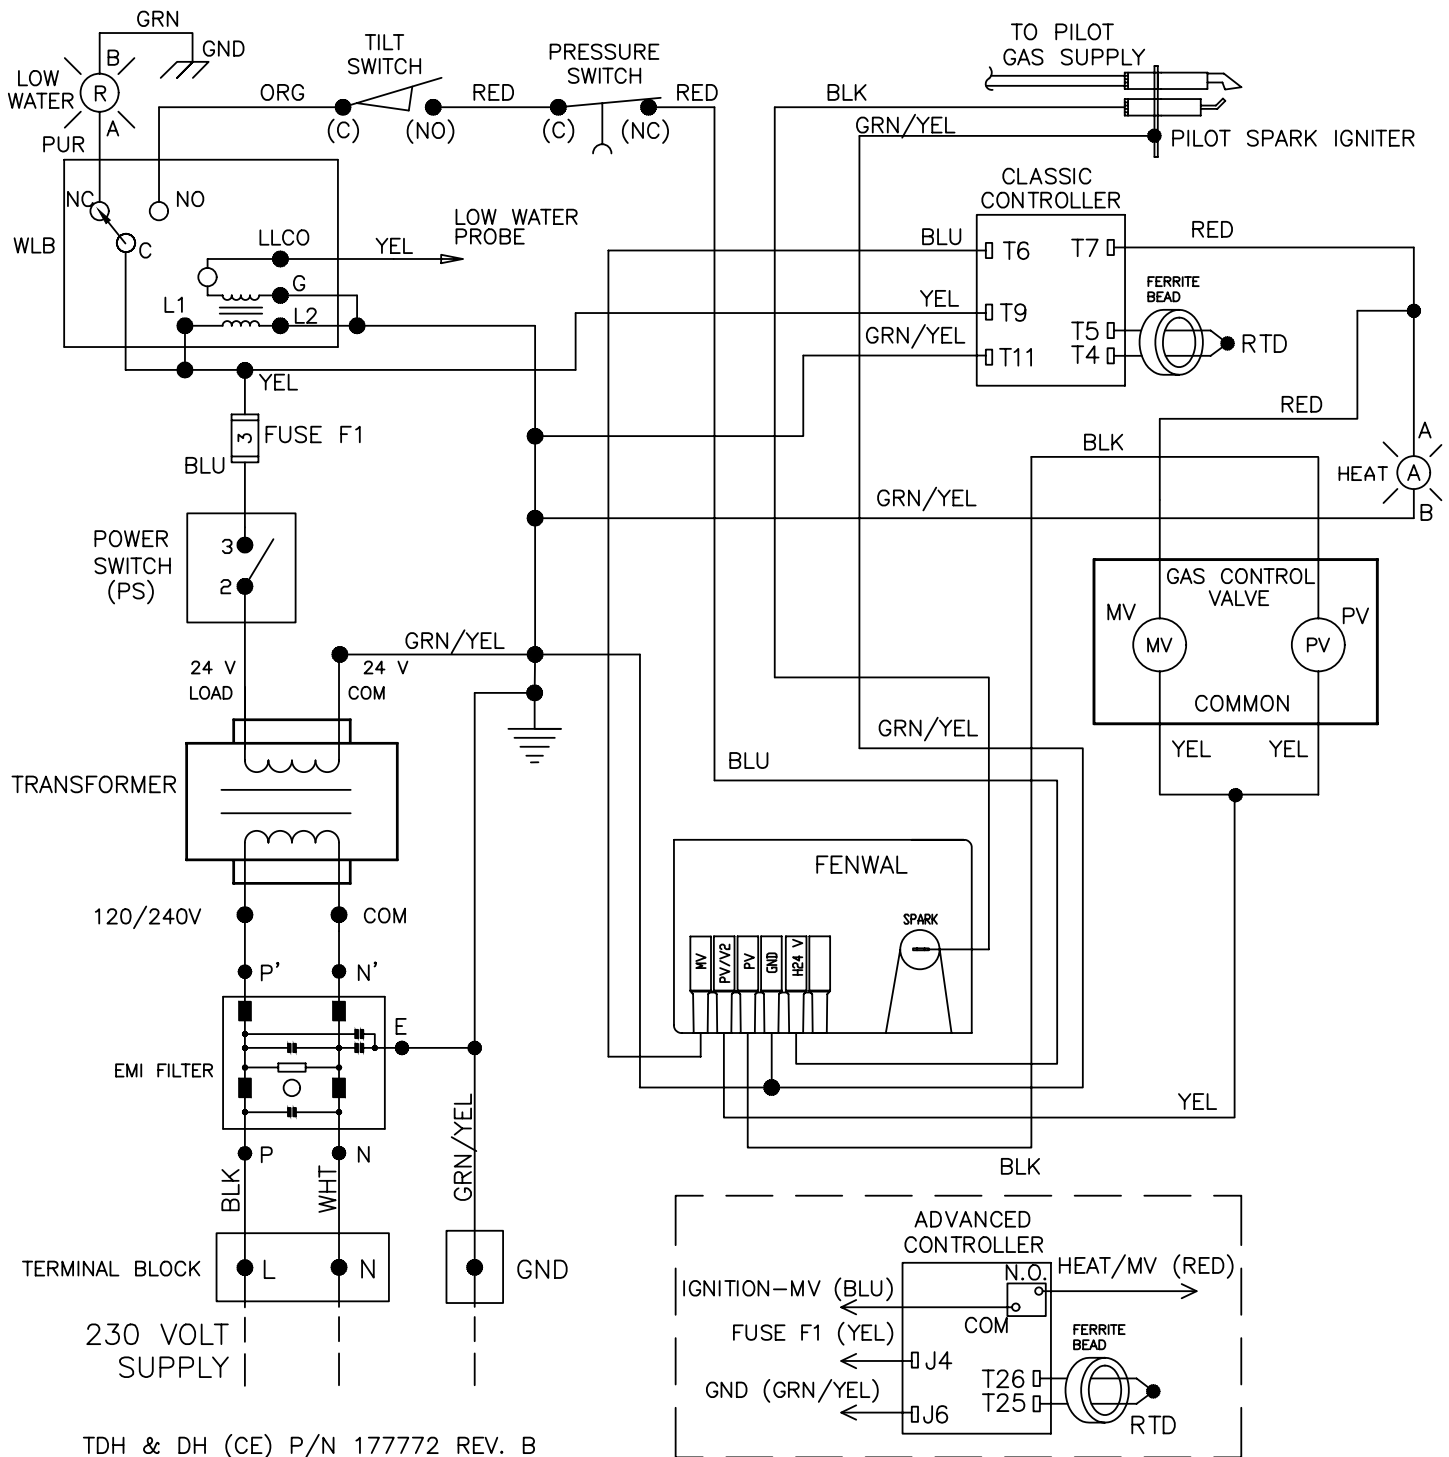 GRN
GND
B
LOW
WATER
R
A
PUR
TILT
SWITCH
PRESSURE
SWITCH
ORG
RED
RED
(C)
(NO)
(C)
(NC)
TO PILOT
GAS SUPPLY
BLK
GRN/YEL
PILOT SPARK IGNITER
NC
NO
WLB
C
LLCO
YEL
LOW WATER
PROBE
G
L1
L2
CLASSIC
CONTROLLER
BLU
T6
T7
RED
YEL
T9
GRN/YEL
T11
T5
T4
FERRITE
BEAD
RTD
YEL
FUSE F1
3
BLU
RED
BLK
A
HEAT
A
B
GRN/YEL
POWER
SWITCH
(PS)
3
2
GAS CONTROL
VALVE
MV
PV
MV
PV
COMMON
YEL
YEL
GRN/YEL
24 V
LOAD
24 V
COM
GRN/YEL
BLU
TRANSFORMER
FENWAL
SPARK
MV
PV/V2
PV
GND
H24 V
120/240V
COM
P'
N'
E
EMI FILTER
P
N
BLK
WHT
GRN/YEL
YEL
BLK
TERMINAL BLOCK
L
N
GND
230 VOLT
SUPPLY
ADVANCED
CONTROLLER
N.O.
HEAT/MV (RED)
IGNITION-MV (BLU)
COM
FUSE F1 (YEL)
J4
FERRITE
BEAD
GND (GRN/YEL)
J6
T26
T25
RTD
TDH & DH (CE) P/N 177772 REV. B